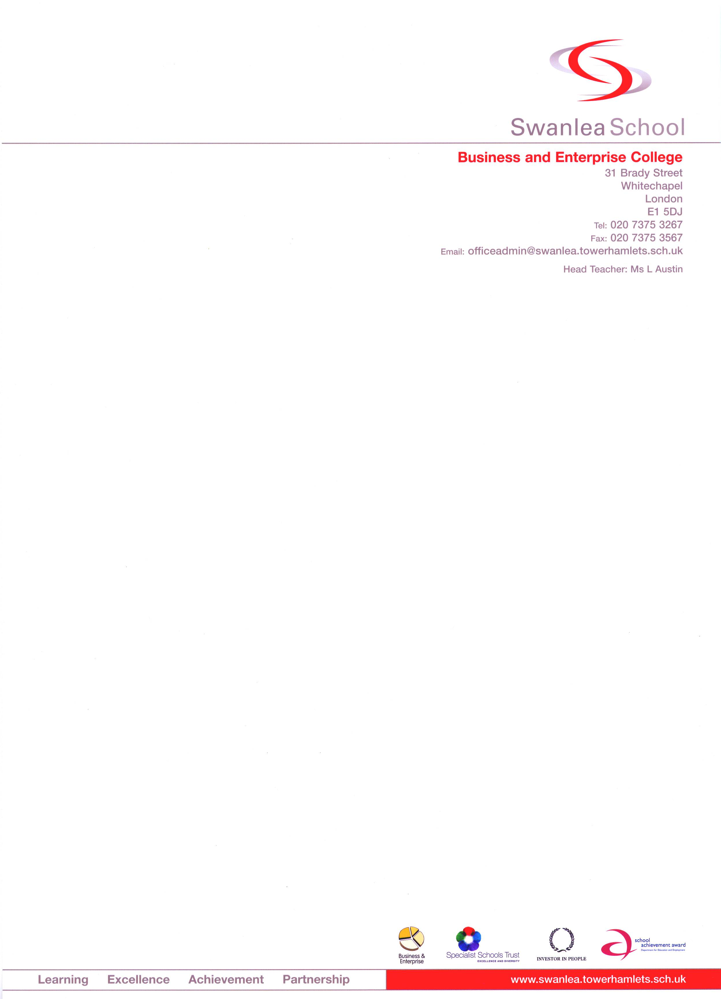 Swanlea School
Business and Enterprise College
31 Brady Street
Whitechapel
London
E1 5DJ
Tel: 020 7375 3267
Fax: 020 7375 3567
Email: officeadmin@swanlea.towerhamlets.sch.uk
Head Teacher: Ms L Austin
Business &
Enterprise
Specialist Schools Trust
EXCELLENCE AND DIVERSITY
INVESTOR IN PEOPLE
school
achievement award
Department for Education and Employment
Learning Excellence Achievement Partnership
www.swanlea.towerhamlets.sch.uk